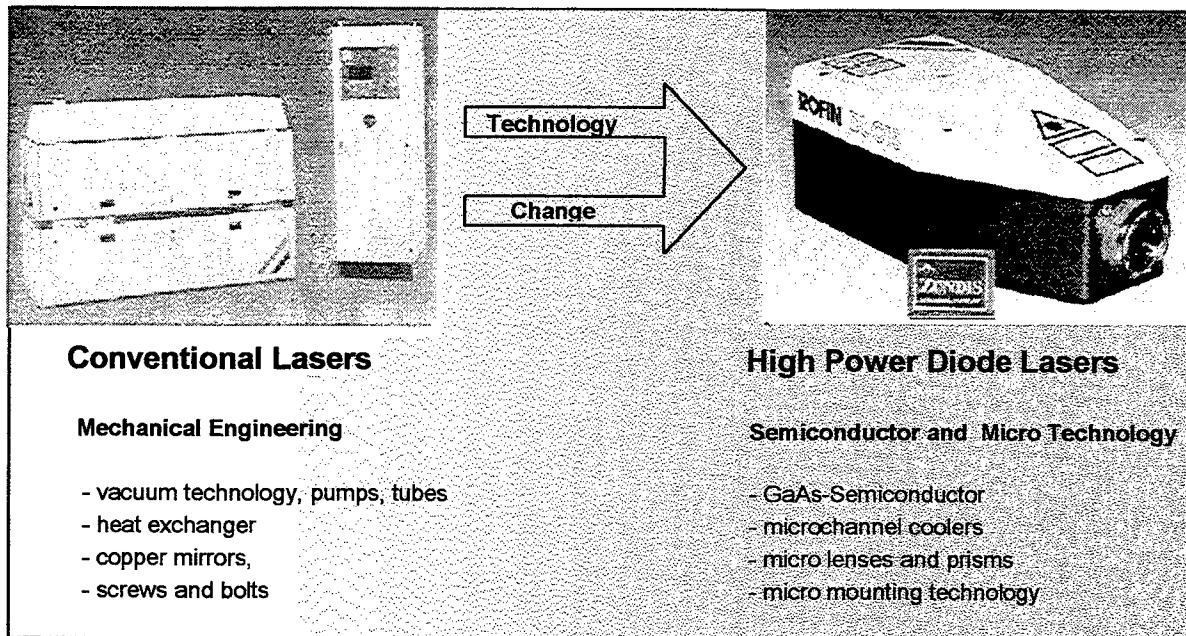 Technology
Change
ROFIN
Conventional Lasers
Mechanical Engineering
- vacuum technology, pumps, tubes
- heat exchanger
- copper mirrors,
- screws and bolts
High Power Diode Lasers
Semiconductor and Micro Technology
- GaAs-Semiconductor
- microchannel coolers
- micro lenses and prisms
- micro mounting technology